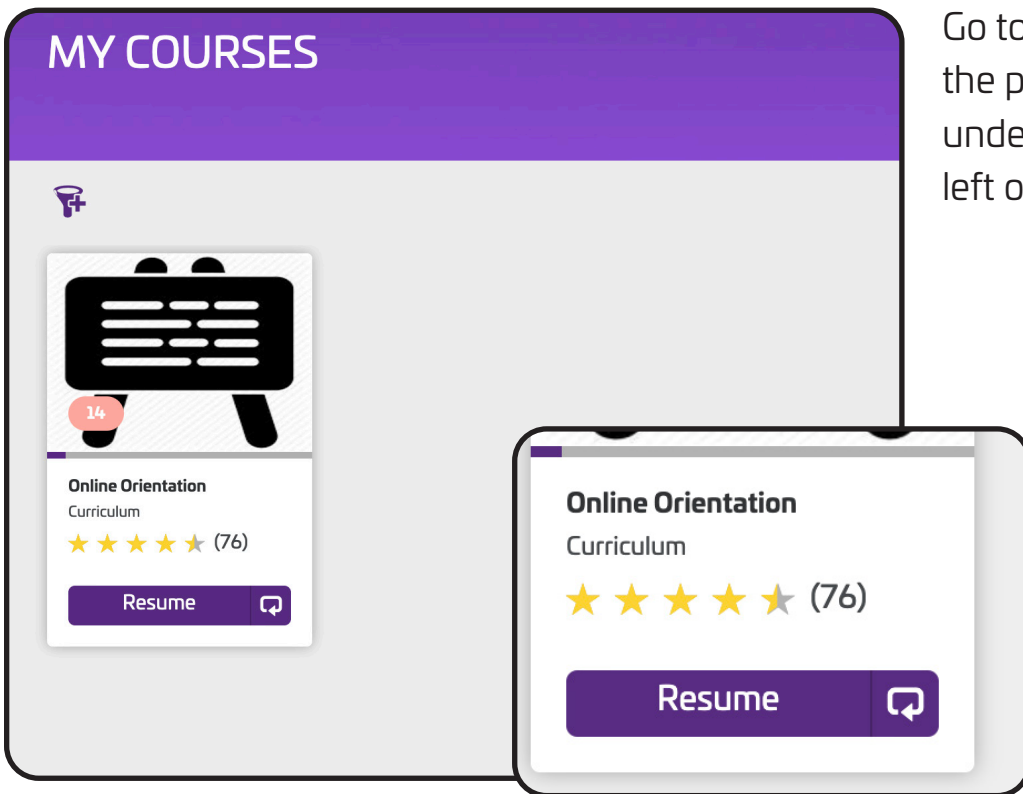 MY COURSES
Go to
the p
unde
left o
14
Online Orientation
Curriculum
(76)
Resume
Online Orientation
Curriculum
(76)
Resume